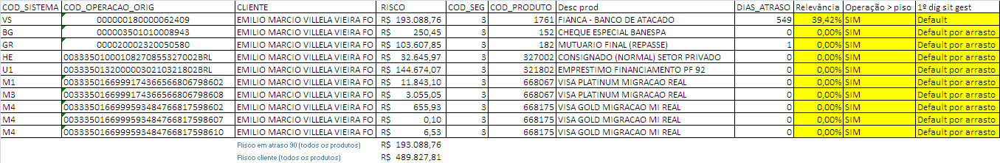 COD_SISTEMA COD_OPERACAO_ORIG CLIENTE RISCO COD_SEG COD_PRODUTO Desc prod DIAS_ATRASO Relevância Operação > piso 1º díg sit gest
VS 000000180000062409 EMILIO MARCIO VILLELA VIEIRA FO R$ 193.088,76 3 1761 FIANCA - BANCO DE ATACADO 549 39,42% SIM Default
BG 000003501010008943 EMILIO MARCIO VILLELA VIEIRA FO R$ 250,45 3 152 CHEQUE ESPECIAL BANESPA 0 0,00% SIM Default por arrasto
GR 000020002320050580 EMILIO MARCIO VILLELA VIEIRA FO R$ 103.607,85 3 182 MUTUARIO FINAL (REPASSE) 1 0,00% SIM Default por arrasto
HE 00333501000108270855327002BRL EMILIO MARCIO VILLELA VIEIRA FO R$ 32.645,97 3 327002 CONSIGNADO (NORMAL) SETOR PRIVADO 0 0,00% SIM Default por arrasto
U1 00333501320000030210321802BRL EMILIO MARCIO VILLELA VIEIRA FO R$ 144.674,07 3 321802 EMPRESTIMO FINANCIAMENTO PF 92 0 0,00% SIM Default por arrasto
M1 00333501669991743665668067​98602 EMILIO MARCIO VILLELA VIEIRA FO R$ 11.843,10 3 668067 VISA PLATINUM MIGRACAO REAL 0 0,00% SIM Default por arrasto
M3 0033350166999174366566806798608 EMILIO MARCIO VILLELA VIEIRA FO R$ 3.055,05 3 668067 VISA PLATINUM MIGRACAO REAL 0 0,00% SIM Default por arrasto
M4 0033350166999593484766817598602 EMILIO MARCIO VILLELA VIEIRA FO R$ 655,93 3 668175 VISA GOLD MIGRACAO MI REAL 0 0,00% SIM Default por arrasto
M4 0033350166999593484766817598607 EMILIO MARCIO VILLELA VIEIRA FO R$ 0,10 3 668175 VISA GOLD MIGRACAO MI REAL 0 0,00% SIM Default por arrasto
M4 0033350166999593484766817598610 EMILIO MARCIO VILLELA VIEIRA FO R$ 6,53 3 668175 VISA GOLD MIGRACAO MI REAL 0 0,00% SIM Default por arrasto
Risco em atraso 90 (todos os produtos) R$ 193.088,76
Risco cliente (todos os produtos) R$ 489.827,81